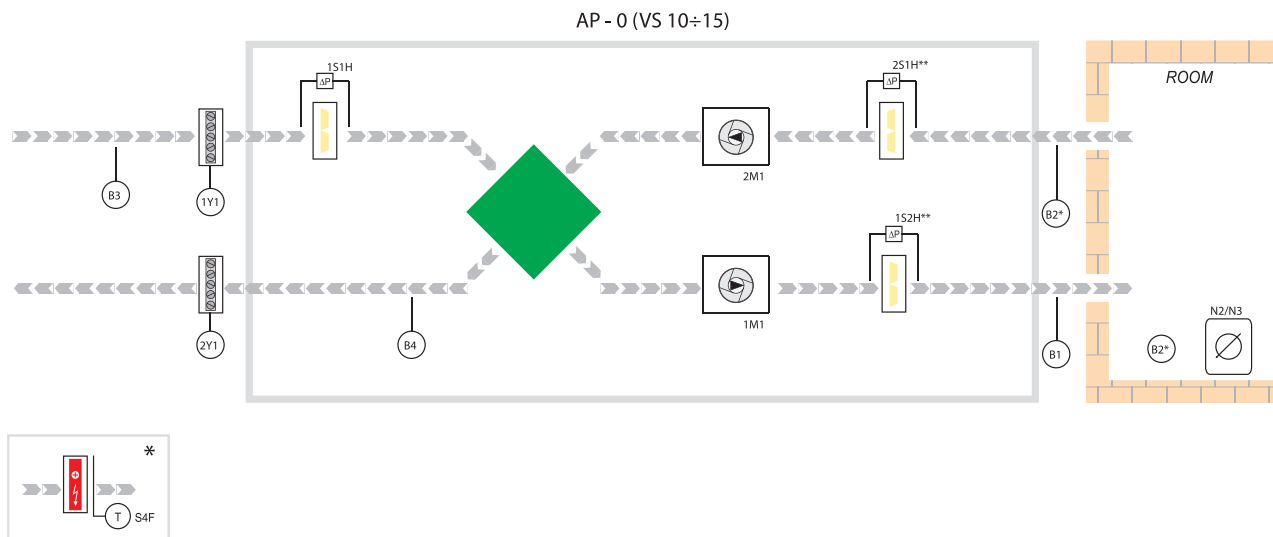 AP - 0 (VS 10÷15)
1S1H
ΔP
2S1H**
ΔP
ROOM
2M1
B3
1Y1
B2*
1S2H**
ΔP
1M1
N2/N3
2Y1
B4
B1
B2*
*
T
S4F